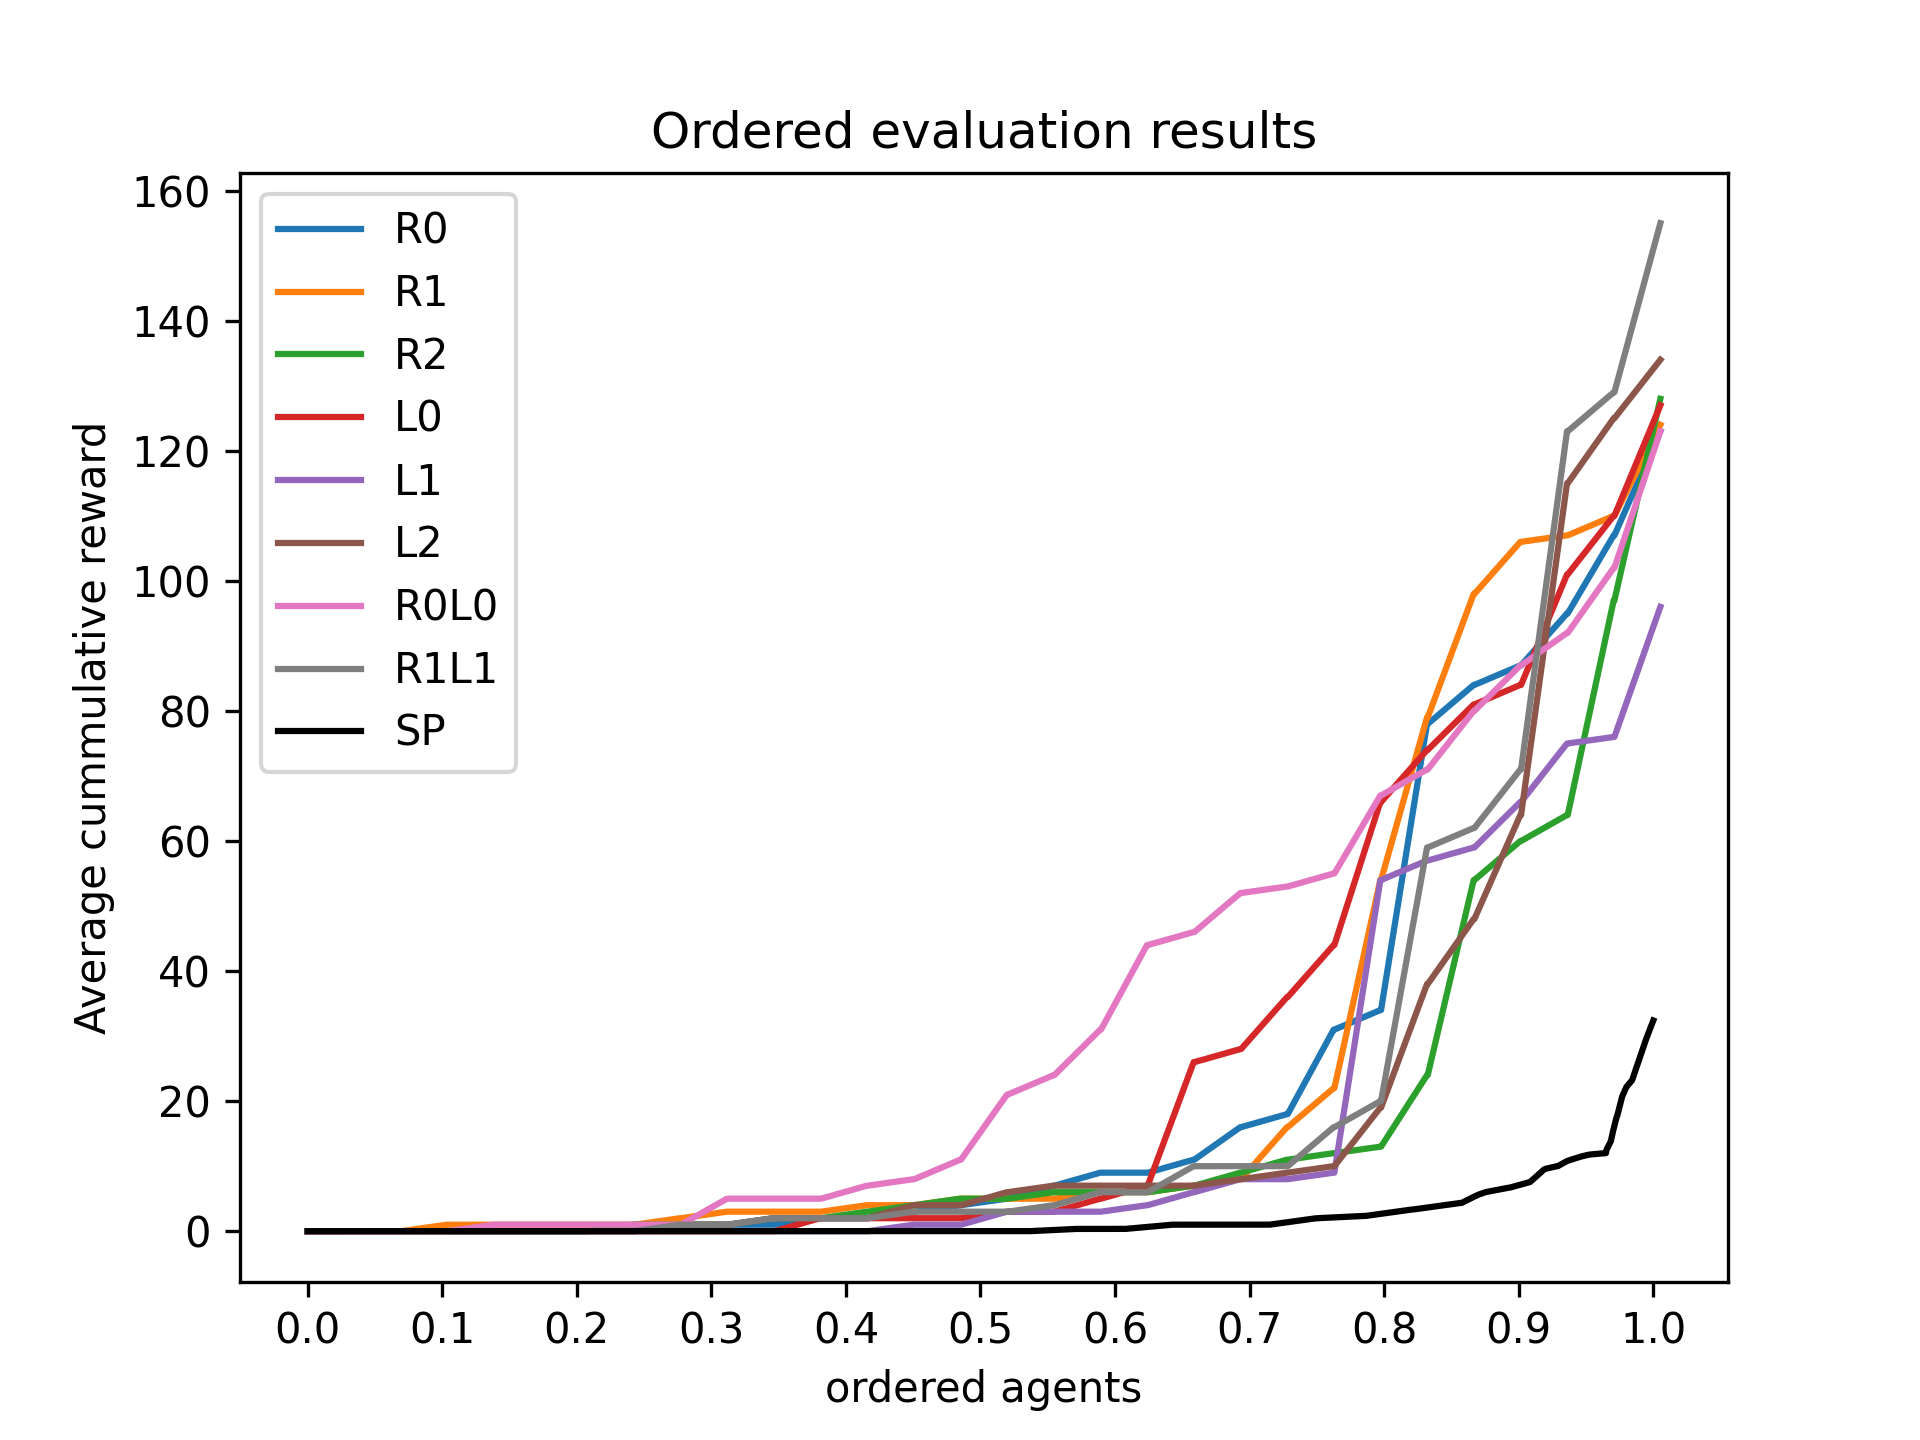 Ordered evaluation results
Average cummulative reward
160
140
120
100
80
60
40
20
0
R0
R1
R2
L0
L1
L2
R0L0
R1L1
SP
0.0 0.1 0.2 0.3 0.4 0.5 0.6 0.7 0.8 0.9 1.0
ordered agents